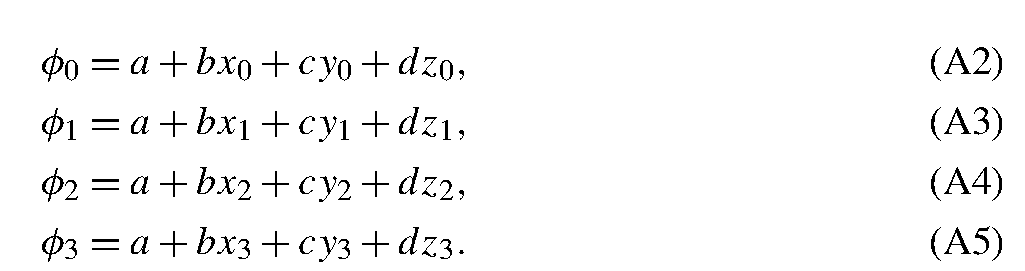 ϕ₀ = a + bx₀ + cy₀ + dz₀, (A2)
ϕ₁ = a + bx₁ + cy₁ + dz₁, (A3)
ϕ₂ = a + bx₂ + cy₂ + dz₂, (A4)
ϕ₃ = a + bx₃ + cy₃ + dz₃. (A5)